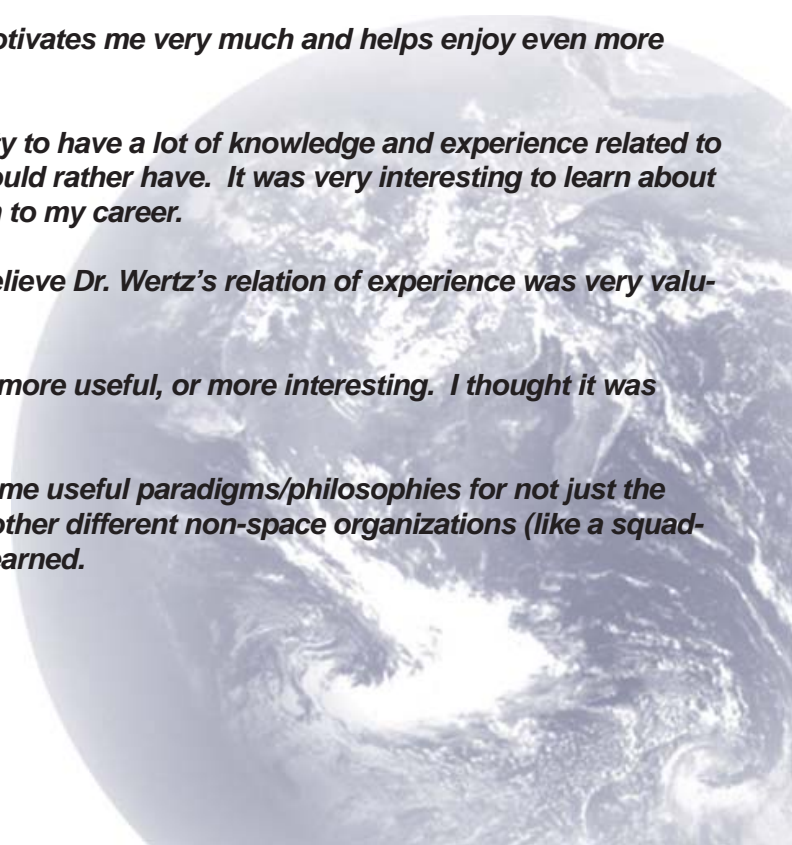 otivates me very much and helps enjoy even more
y to have a lot of knowledge and experience related to
ould rather have. It was very interesting to learn about
n to my career.
elieve Dr. Wertz's relation of experience was very valu-
more useful, or more interesting. I thought it was
me useful paradigms/philosophies for not just the
other different non-space organizations (like a squad-
earned.